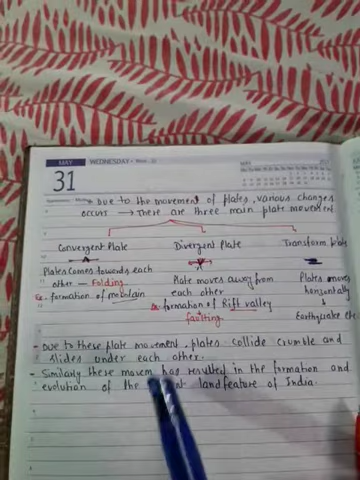 MAY WEDNESDAY
31
Due to the movement of plates, various changes
occurs → There are three main plate movement
Convergent Plate Divergent Plate Transform plate
Plates comes towards each
other - Folding
Ex. formation of mountain
Plate moves away from
each other
Ex. formation of Rift valley
faulting
Plates moves
horizontally
Earthquake etc
- Due to these plate movement, plates collide crumble and
slides under each other.
- Similarly these movem has resulted in the formation and
evolution of the landfeature of India.